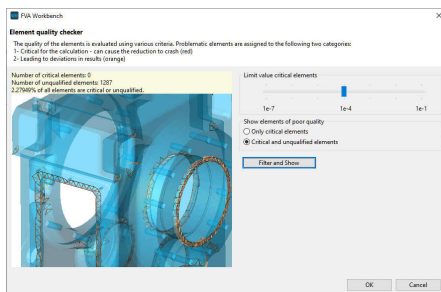 FVA Workbench
Element quality checker
The quality of the elements is evaluated using various criteria. Problematic elements are assigned to the following two categories:
1- Critical for the calculation - can cause the reduction to crash (red)
2- Leading to deviations in results (orange)
Number of critical elements: 0
Number of unqualified elements: 1287
2.27949% of all elements are critical or unqualified.
Limit value critical elements
1e-7 1e-4 1e-1
Show elements of poor quality
Only critical elements
Critical and unqualified elements
Filter and Show
OK Cancel